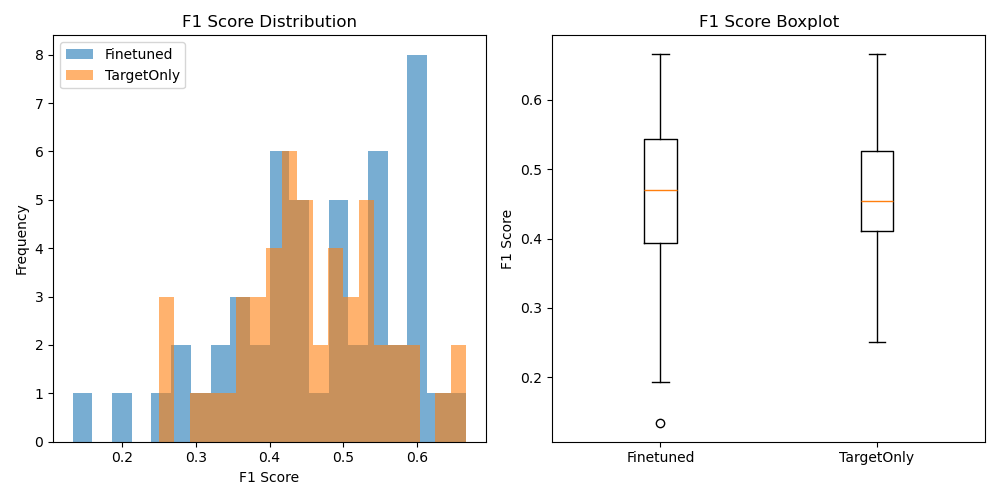 F1 Score Distribution
Finetuned
TargetOnly
8
7
6
5
4
3
2
1
0
Frequency
0.2 0.3 0.4 0.5 0.6
F1 Score
F1 Score Boxplot
0.6
0.5
0.4
0.3
0.2
F1 Score
Finetuned TargetOnly